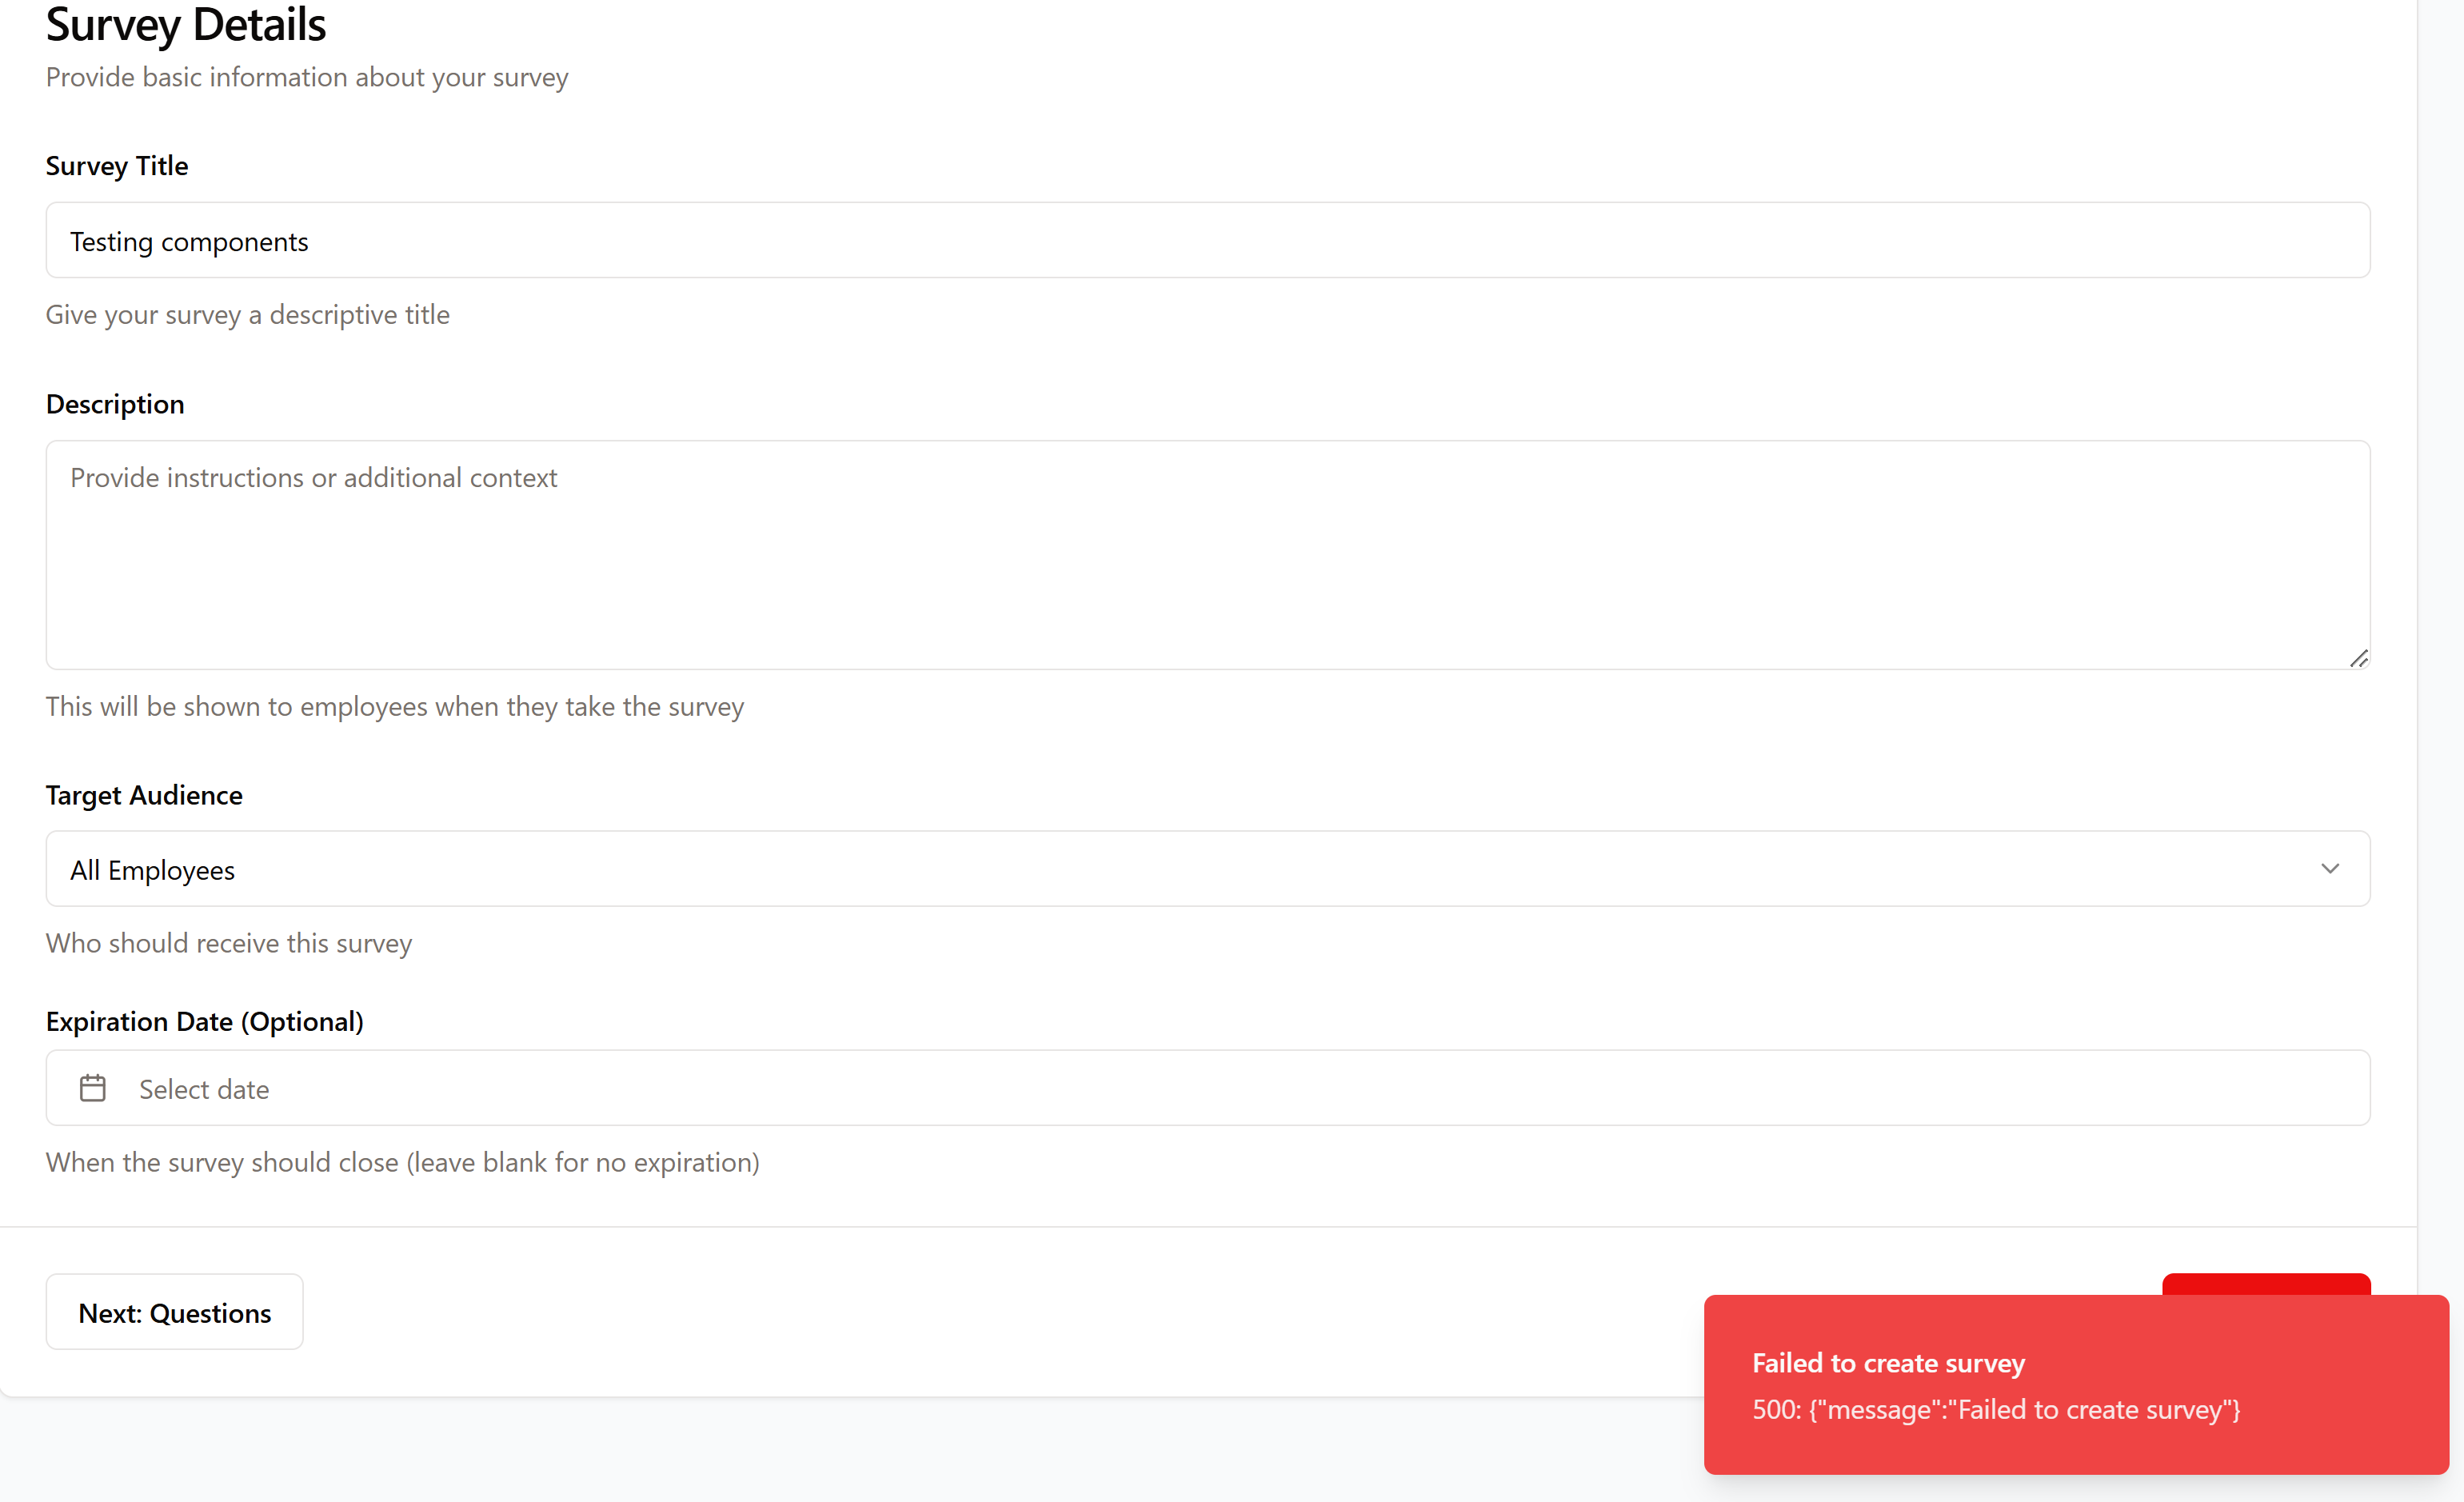 Survey Details
Provide basic information about your survey
Survey Title
Testing components
Give your survey a descriptive title
Description
Provide instructions or additional context
This will be shown to employees when they take the survey
Target Audience
All Employees
Who should receive this survey
Expiration Date (Optional)
Select date
When the survey should close (leave blank for no expiration)
Next: Questions
Failed to create survey
500: {"message":"Failed to create survey"}